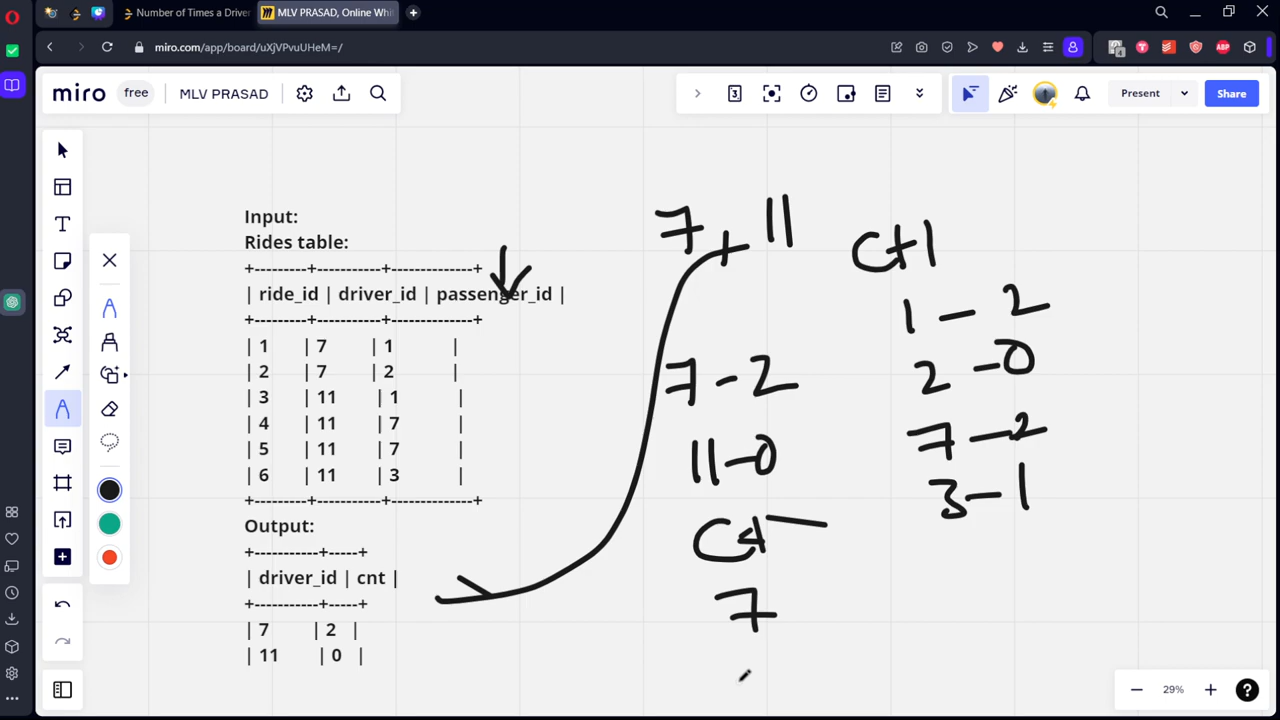 Number of Times a Driver
MLV PRASAD, Online Whi
miro.com/app/board/uXjVPvuUHeM=/
ABP
miro
free
MLV PRASAD
3
Present
Share
Input:
Rides table:
+---------+-----------+--------------+
| ride_id | driver_id | passenger_id |
+---------+-----------+--------------+
| 1 | 7 | 1 |
| 2 | 7 | 2 |
| 3 | 11 | 1 |
| 4 | 11 | 7 |
| 5 | 11 | 7 |
| 6 | 11 | 3 |
+---------+-----------+--------------+
Output:
+-----------+-----+
| driver_id | cnt |
+-----------+-----+
| 7 | 2 |
| 11 | 0 |
7 + 11
7 - 2
11 - 0
7
1 - 2
2 - 0
7 - 2
3 - 1
29%
?